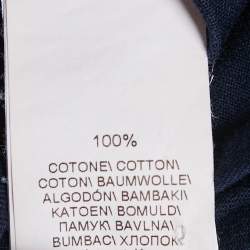 100%
COTONE\ COTTON\
COTON\ BAUMWOLLE\
ALGODÓN\ BAMBAKI\
KATOEN\ BOMULD\
ПАМУК\ BAVLNA\
BUMBAC\ ХЛОПОК